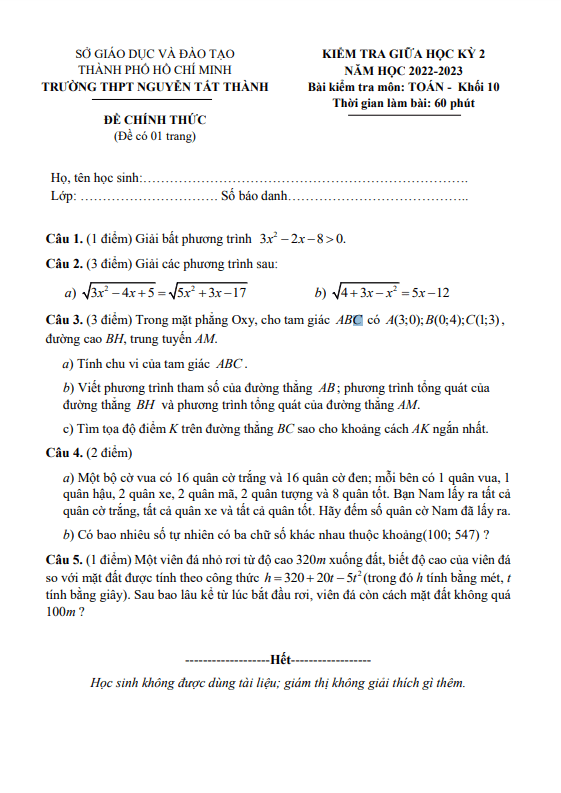 SỞ GIÁO DỤC VÀ ĐÀO TẠO
THÀNH PHỐ HỒ CHÍ MINH
TRƯỜNG THPT NGUYỄN TẤT THÀNH
ĐỀ CHÍNH THỨC
(Đề có 01 trang)
KIỂM TRA GIỮA HỌC KỲ 2
NĂM HỌC 2022-2023
Bài kiểm tra môn: TOÁN - Khối 10
Thời gian làm bài: 60 phút
Họ, tên học sinh:……………………………………………………………….
Lớp: …………………………. Số báo danh…………………………………..
Câu 1. (1 điểm) Giải bất phương trình 3x² − 2x − 8 > 0.
Câu 2. (3 điểm) Giải các phương trình sau:
a) √(3x² − 4x + 5) = √(5x² + 3x − 17) b) √(4 + 3x − x²) = 5x − 12
Câu 3. (3 điểm) Trong mặt phẳng Oxy, cho tam giác ABC có A(3;0); B(0;4); C(1;3),
đường cao BH, trung tuyến AM.
a) Tính chu vi của tam giác ABC.
b) Viết phương trình tham số của đường thẳng AB; phương trình tổng quát của
đường thẳng BH và phương trình tổng quát của đường thẳng AM.
c) Tìm tọa độ điểm K trên đường thẳng BC sao cho khoảng cách AK ngắn nhất.
Câu 4. (2 điểm)
a) Một bộ cờ vua có 16 quân cờ trắng và 16 quân cờ đen; mỗi bên có 1 quân vua, 1
quân hậu, 2 quân xe, 2 quân mã, 2 quân tượng và 8 quân tốt. Bạn Nam lấy ra tất cả
quân cờ trắng, tất cả quân xe và tất cả quân tốt. Hãy đếm số quân cờ Nam đã lấy ra.
b) Có bao nhiêu số tự nhiên có ba chữ số khác nhau thuộc khoảng(100; 547) ?
Câu 5. (1 điểm) Một viên đá nhỏ rơi từ độ cao 320m xuống đất, biết độ cao của viên đá
so với mặt đất được tính theo công thức h = 320 + 20t − 5t² (trong đó h tính bằng mét, t
tính bằng giây). Sau bao lâu kể từ lúc bắt đầu rơi, viên đá còn cách mặt đất không quá
100m ?
-------------------Hết------------------
Học sinh không được dùng tài liệu; giám thị không giải thích gì thêm.